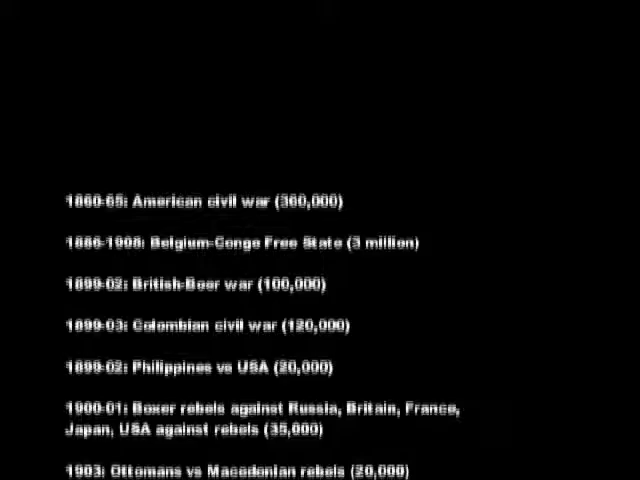 1860-65: American civil war (360,000)
1886-1908: Belgium-Congo Free State (3 million)
1899-02: British-Boer war (100,000)
1899-03: Colombian civil war (120,000)
1899-02: Philippines vs USA (20,000)
1900-01: Boxer rebels against Russia, Britain, France,
Japan, USA against rebels (35,000)
1903: Ottomans vs Macedonian rebels (20,000)